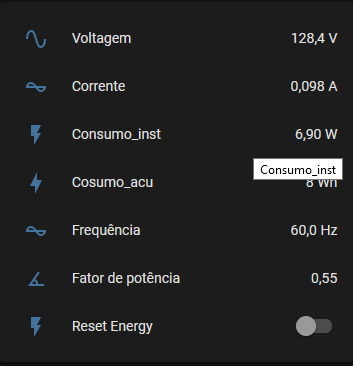 Voltagem 128,4 V
Corrente 0,098 A
Consumo_inst 6,90 W
Consumo_inst
Cosumo_acu 8 Wh
Frequência 60,0 Hz
Fator de potência 0,55
Reset Energy